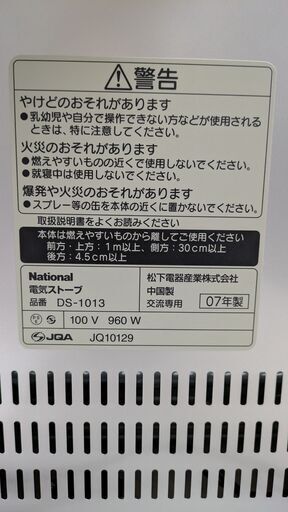 警告
やけどのおそれがあります
●乳幼児や自分で操作できない方などが使用される
ときは、特に注意してください。
火災のおそれがあります
●燃えやすいものの近くで使用しないでください。
●就寝中は使用しないでください。
爆発や火災のおそれがあります
●スプレー等の缶を本体の近くに置かないでください。
取扱説明書をよくお読みください
本体は燃えやすいものから離してご使用ください
前方・上方:1m以上、側方:30cm以上
後方:4.5cm以上
National 松下電器産業株式会社
電気ストーブ 中国製
品番 DS-1013 交流専用 07年製
100 V 960 W
JQA JQ10129